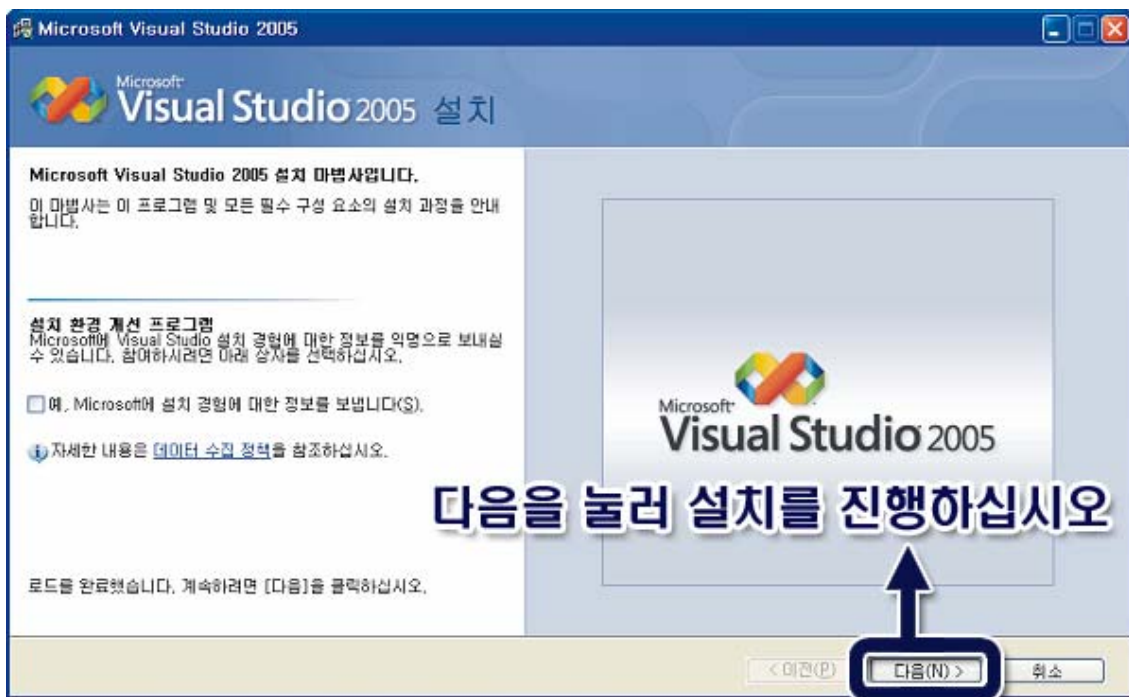 Microsoft Visual Studio 2005
Microsoft
Visual Studio 2005 설치
Microsoft Visual Studio 2005 설치 마법사입니다.
이 마법사는 이 프로그램 및 모든 필수 구성 요소의 설치 과정을 안내
합니다.
설치 환경 개선 프로그램
Microsoft에 Visual Studio 설치 경험에 대한 정보를 익명으로 보내실
수 있습니다. 참여하시려면 아래 상자를 선택하십시오.
예, Microsoft에 설치 경험에 대한 정보를 보냅니다(S).
자세한 내용은 데이터 수집 정책을 참조하십시오.
Microsoft
Visual Studio 2005
다음을 눌러 설치를 진행하십시오
로드를 완료했습니다. 계속하려면 [다음]을 클릭하십시오.
< 이전(P) 다음(N) > 취소